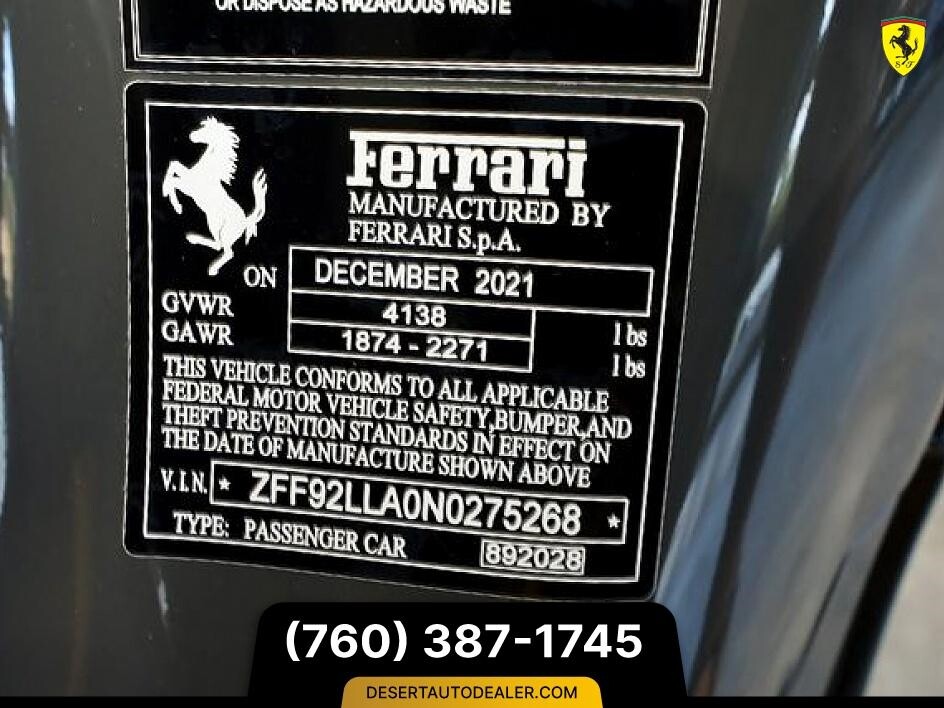 OR DISPOSE AS HAZARDOUS WASTE
S F
Ferrari
MANUFACTURED BY
FERRARI S.p.A.
ON DECEMBER 2021
GVWR 4138 lbs
GAWR 1874 - 2271 lbs
THIS VEHICLE CONFORMS TO ALL APPLICABLE
FEDERAL MOTOR VEHICLE SAFETY,BUMPER,AND
THEFT PREVENTION STANDARDS IN EFFECT ON
THE DATE OF MANUFACTURE SHOWN ABOVE
V.I.N. * ZFF92LLA0N0275268 *
TYPE: PASSENGER CAR 892028
(760) 387-1745
DESERTAUTODEALER.COM